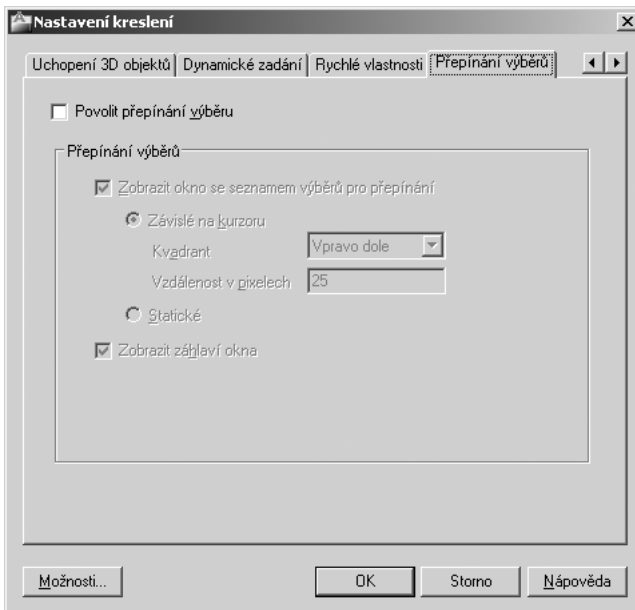 Nastavení kreslení
Uchopení 3D objektů Dynamické zadání Rychlé vlastnosti Přepínání výběrů
Povolit přepínání výběru
Přepínání výběrů
Zobrazit okno se seznamem výběrů pro přepínání
Závislé na kurzoru
Kvadrant Vpravo dole
Vzdálenost v pixelech 25
Statické
Zobrazit záhlaví okna
Možnosti... OK Storno Nápověda